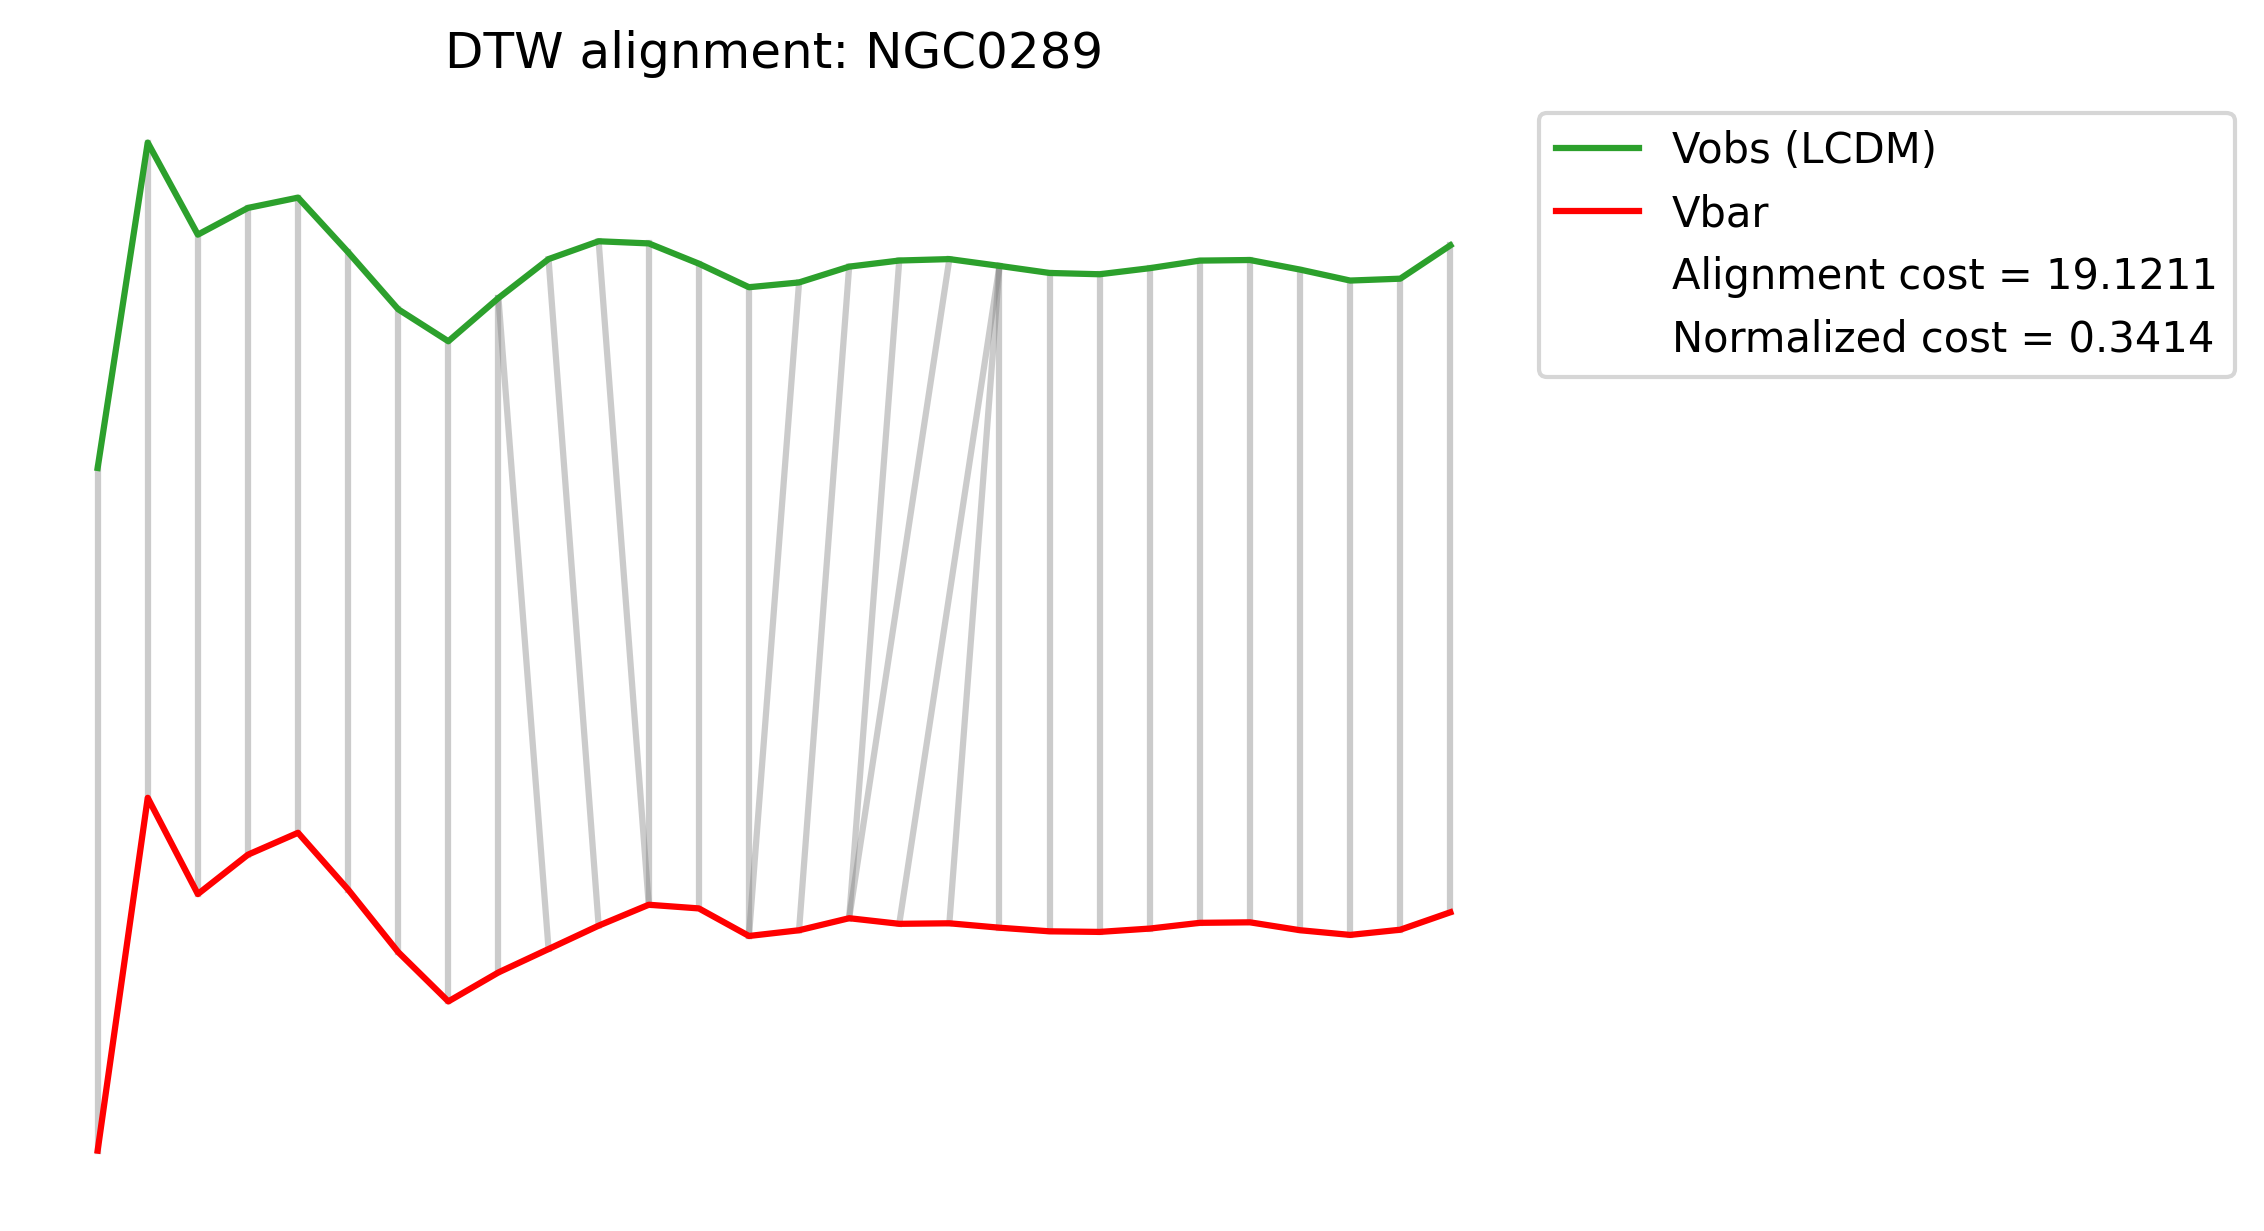 DTW alignment: NGC0289
Vobs (LCDM)
Vbar
Alignment cost = 19.1211
Normalized cost = 0.3414